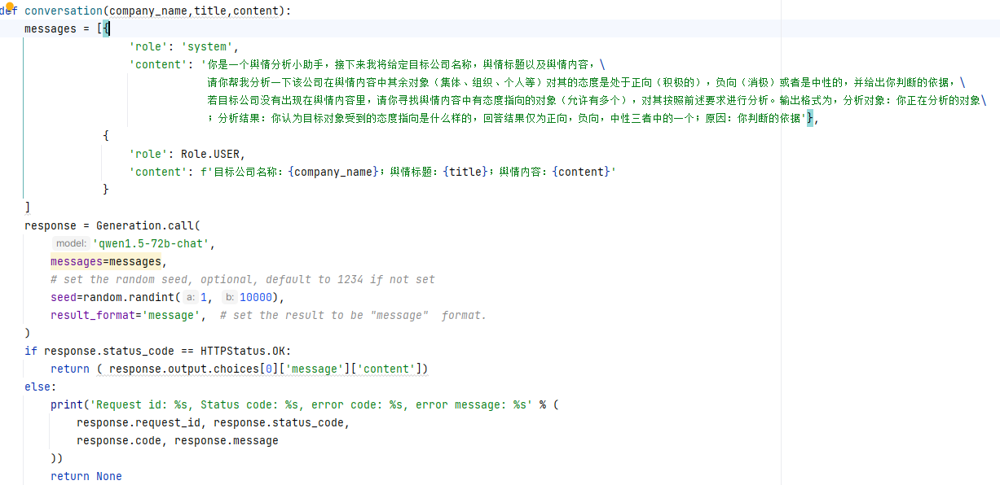 def conversation(company_name,title,content):
messages = [{
'role': 'system',
'content': '你是一个舆情分析小助手，接下来我将给定目标公司名称，舆情标题以及舆情内容，\
请你帮我分析一下该公司在舆情内容中其余对象（集体、组织、个人等）对其的态度是处于正向（积极的），负向（消极）或者是中性的，并给出你判断的依据，\
若目标公司没有出现在舆情内容里，请你寻找舆情内容中有态度指向的对象（允许有多个），对其按照前述要求进行分析。输出格式为，分析对象：你正在分析的对象\
；分析结果：你认为目标对象受到的态度指向是什么样的，回答结果仅为正向，负向，中性三者中的一个；原因：你判断的依据'},
{
'role': Role.USER,
'content': f'目标公司名称：{company_name}；舆情标题：{title}；舆情内容：{content}'
}
]
response = Generation.call(
model: 'qwen1.5-72b-chat',
messages=messages,
# set the random seed, optional, default to 1234 if not set
seed=random.randint( a: 1, b: 10000),
result_format='message',  # set the result to be "message"  format.
)
if response.status_code == HTTPStatus.OK:
return ( response.output.choices[0]['message']['content'])
else:
print('Request id: %s, Status code: %s, error code: %s, error message: %s' % (
response.request_id, response.status_code,
response.code, response.message
))
return None